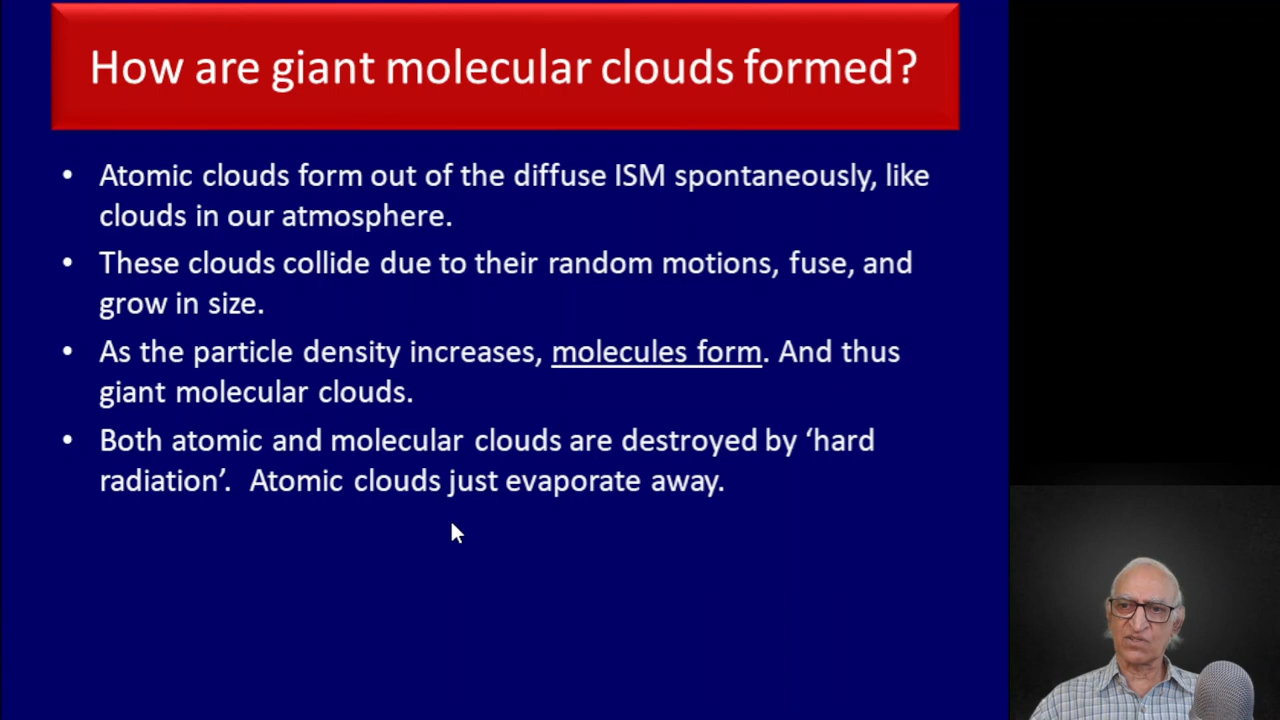 How are giant molecular clouds formed?
• Atomic clouds form out of the diffuse ISM spontaneously, like
clouds in our atmosphere.
• These clouds collide due to their random motions, fuse, and
grow in size.
• As the particle density increases, molecules form. And thus
giant molecular clouds.
• Both atomic and molecular clouds are destroyed by ‘hard
radiation’.  Atomic clouds just evaporate away.